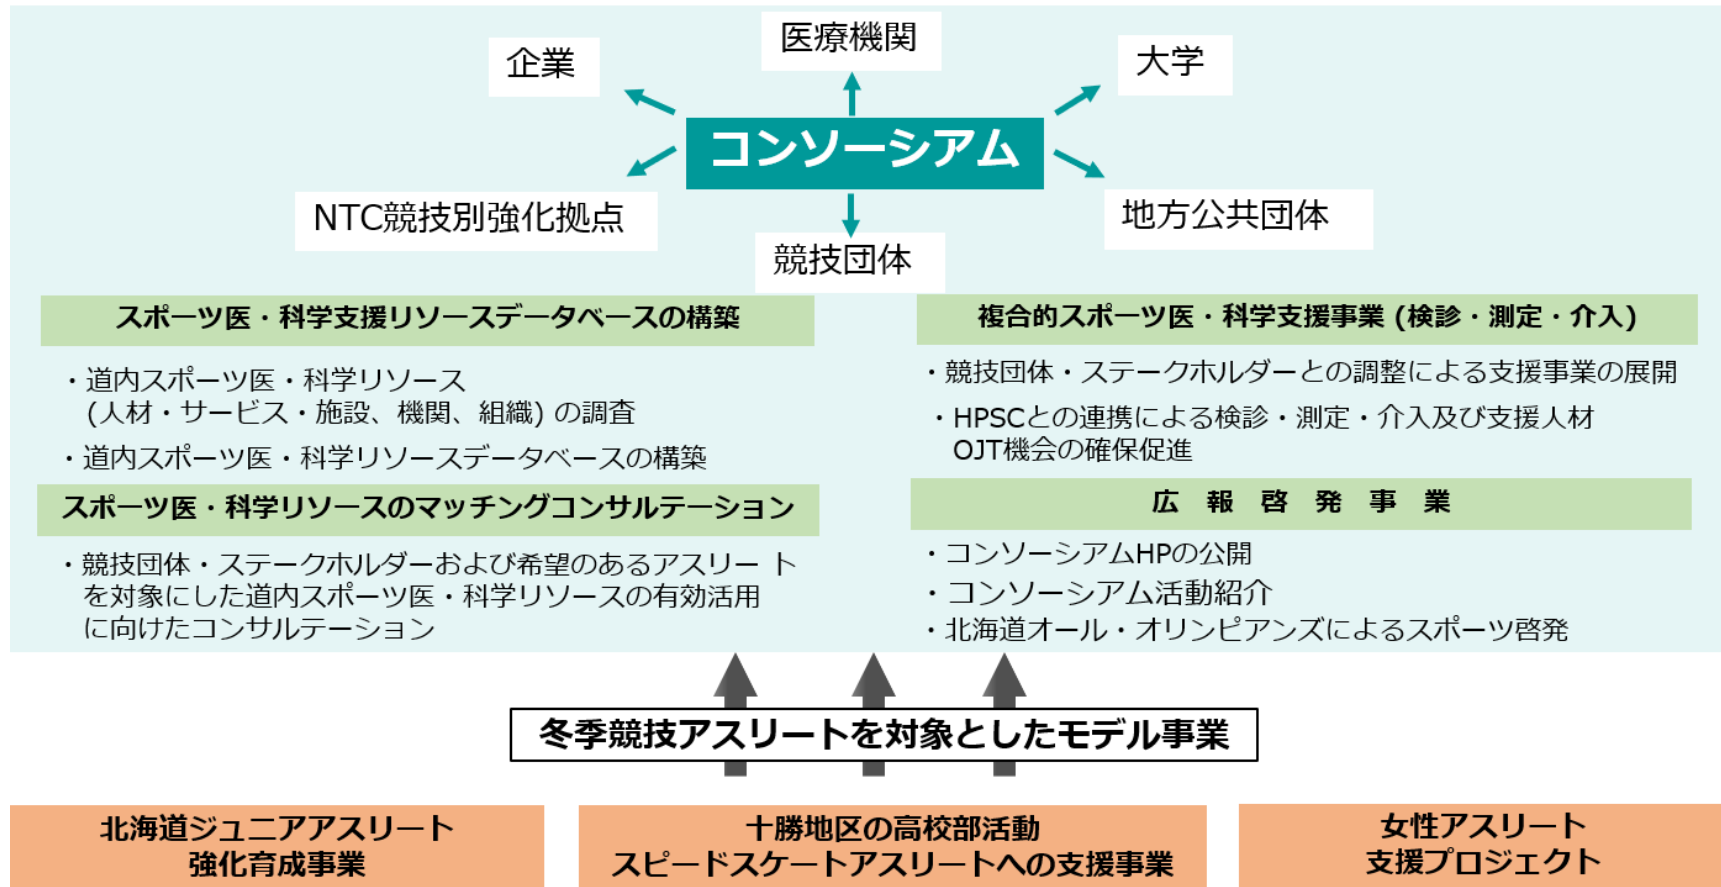 企業
医療機関
大学
コンソーシアム
NTC競技別強化拠点
地方公共団体
競技団体
スポーツ医・科学支援リソースデータベースの構築
・道内スポーツ医・科学リソース
(人材・サービス・施設、機関、組織) の調査
・道内スポーツ医・科学リソースデータベースの構築
スポーツ医・科学リソースのマッチングコンサルテーション
・競技団体・ステークホルダーおよび希望のあるアスリー ト
を対象にした道内スポーツ医・科学リソースの有効活用
に向けたコンサルテーション
複合的スポーツ医・科学支援事業 (検診・測定・介入)
・競技団体・ステークホルダーとの調整による支援事業の展開
・HPSCとの連携による検診・測定・介入及び支援人材
OJT機会の確保促進
広 報 啓 発 事 業
・コンソーシアムHPの公開
・コンソーシアム活動紹介
・北海道オール・オリンピアンズによるスポーツ啓発
冬季競技アスリートを対象としたモデル事業
北海道ジュニアアスリート
強化育成事業
十勝地区の高校部活動
スピードスケートアスリートへの支援事業
女性アスリート
支援プロジェクト